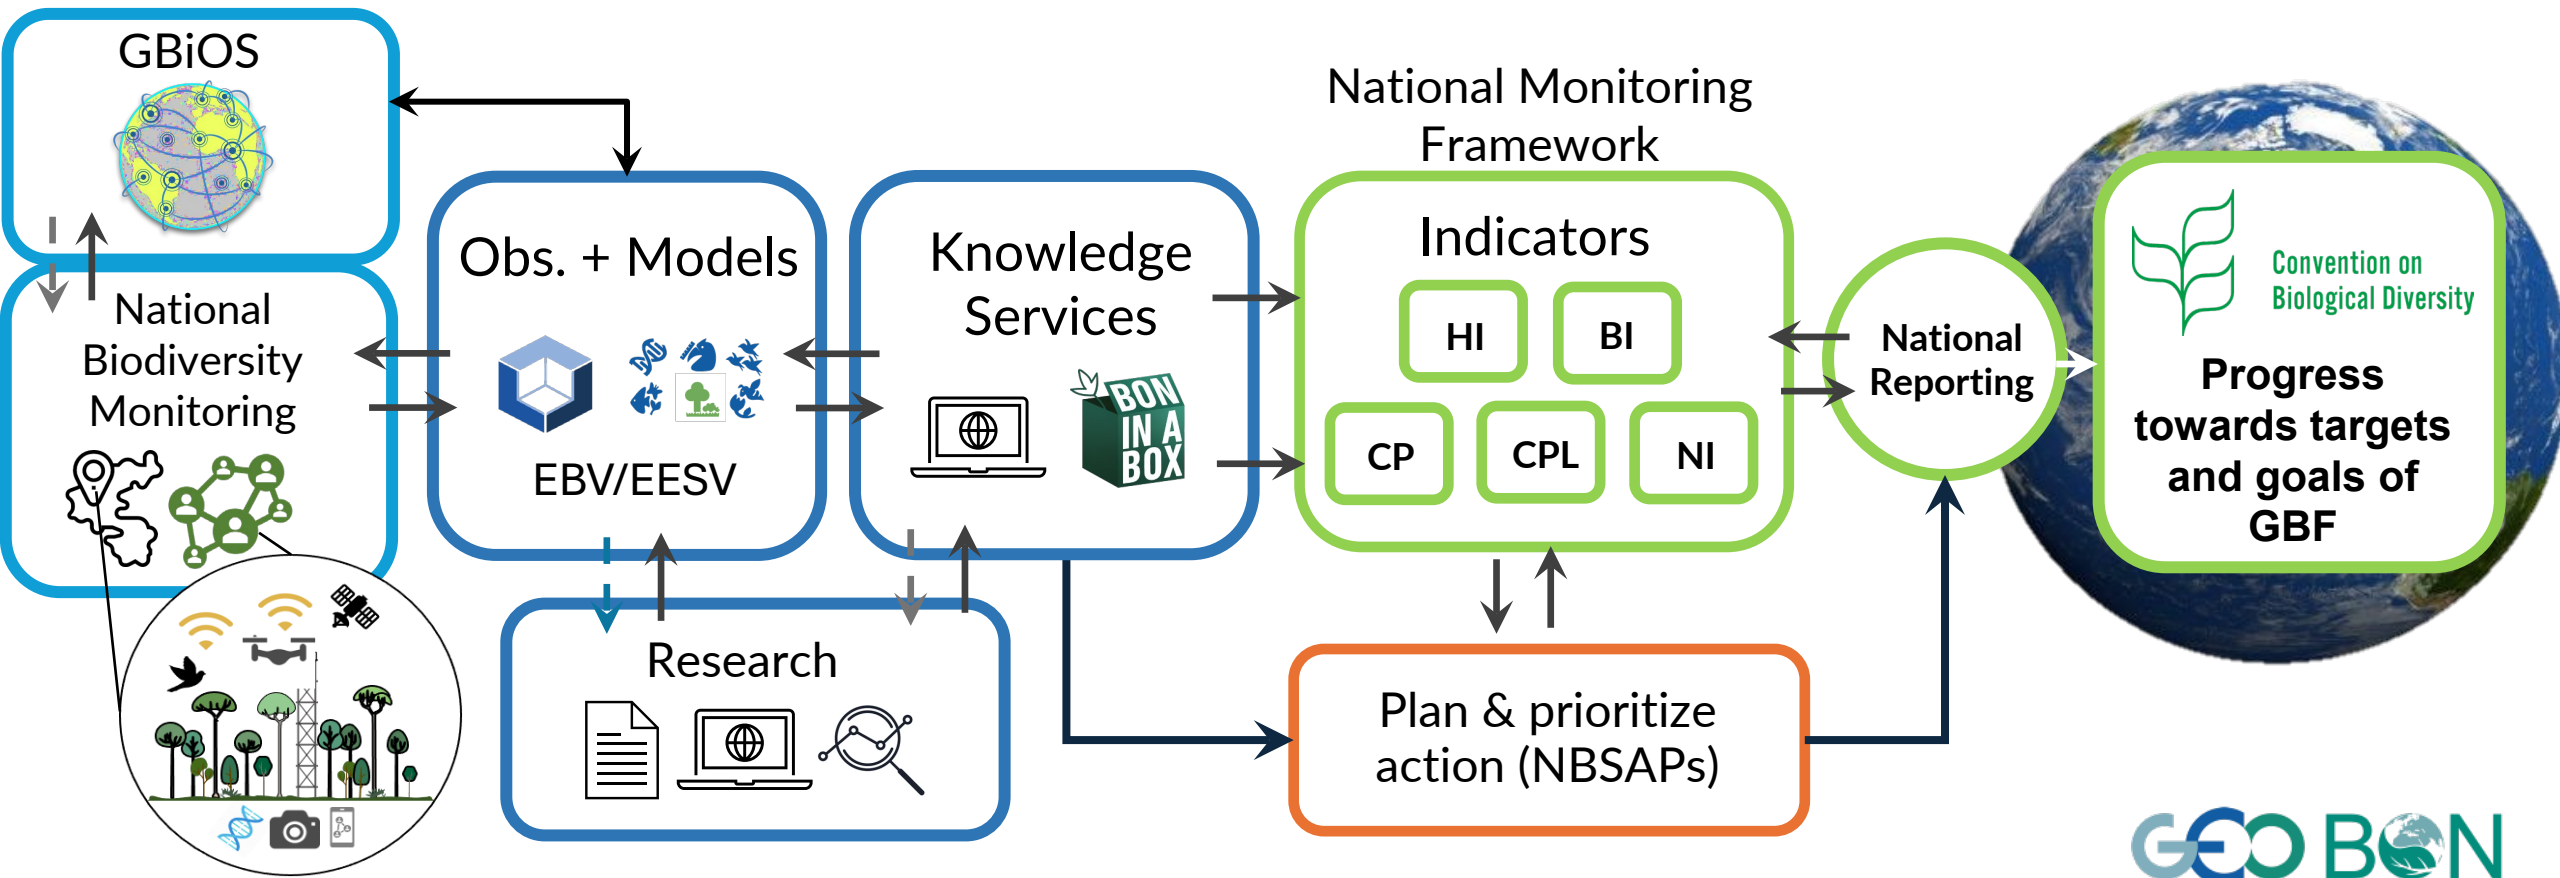 GBiOS
National
Biodiversity
Monitoring
Obs. + Models
EBV/EESV
Knowledge
Services
BON
IN A
BOX
Research
National Monitoring
Framework
Indicators
HI
BI
CP
CPL
NI
Plan & prioritize
action (NBSAPs)
National
Reporting
Convention on
Biological Diversity
Progress
towards targets
and goals of
GBF
GEO BON